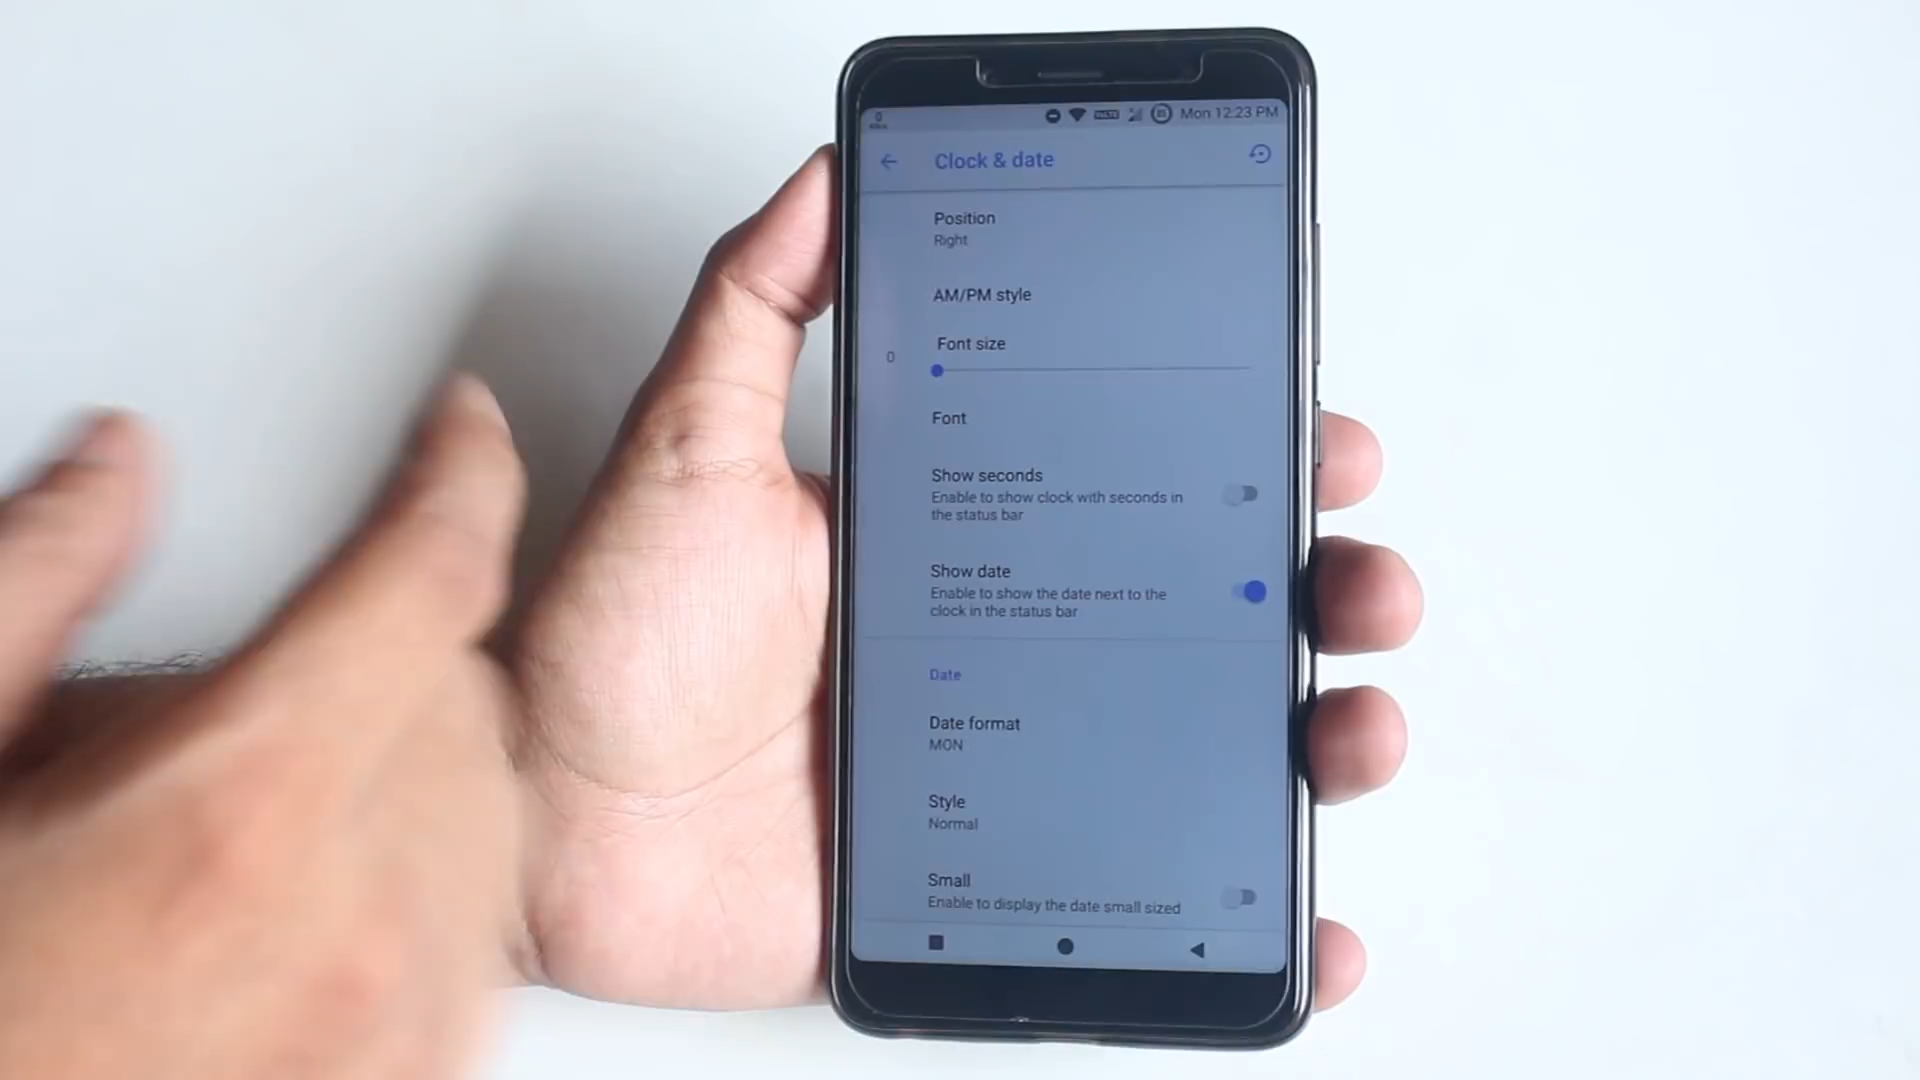 0
VoLTE
Mon 12:23 PM
Clock & date
Position
Right
AM/PM style
Font size
0
Font
Show seconds
Enable to show clock with seconds in
the status bar
Show date
Enable to show the date next to the
clock in the status bar
Date
Date format
MON
Style
Normal
Small
Enable to display the date small sized